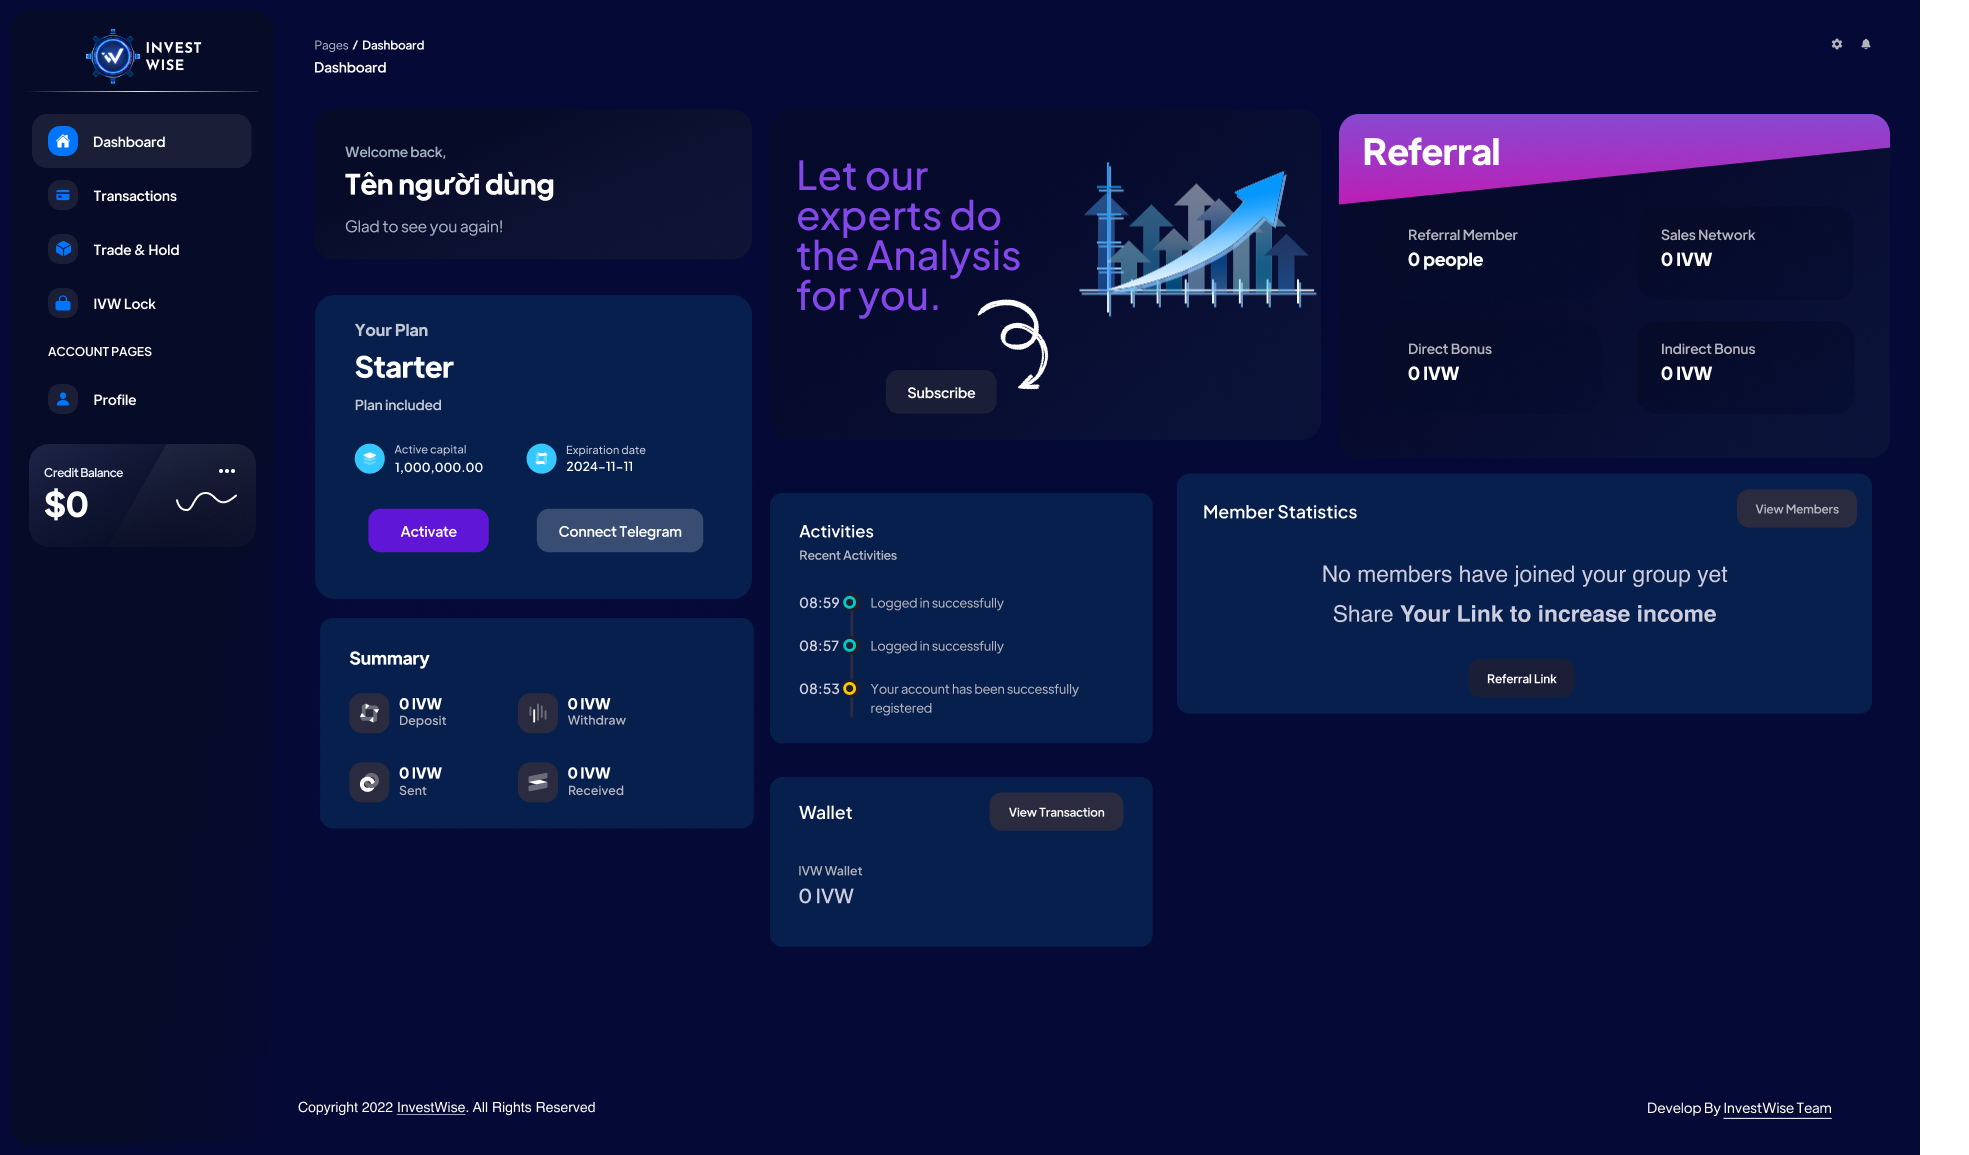 INVEST
WISE
Dashboard
Transactions
Trade & Hold
IVW Lock
ACCOUNT PAGES
Profile
Credit Balance
$0
Pages / Dashboard
Dashboard
Welcome back,
Tên người dùng
Glad to see you again!
Let our
experts do
the Analysis
for you.
Subscribe
Referral
Referral Member
0 people
Sales Network
0 IVW
Direct Bonus
0 IVW
Indirect Bonus
0 IVW
Your Plan
Starter
Plan included
Active capital
1,000,000.00
Expiration date
2024-11-11
Activate
Connect Telegram
Summary
0 IVW
Deposit
0 IVW
Withdraw
0 IVW
Sent
0 IVW
Received
Activities
Recent Activities
08:59 Logged in successfully
08:57 Logged in successfully
08:53 Your account has been successfully
registered
Wallet
View Transaction
IVW Wallet
0 IVW
Member Statistics
View Members
No members have joined your group yet
Share Your Link to increase income
Referral Link
Copyright 2022 InvestWise. All Rights Reserved
Develop By InvestWise Team